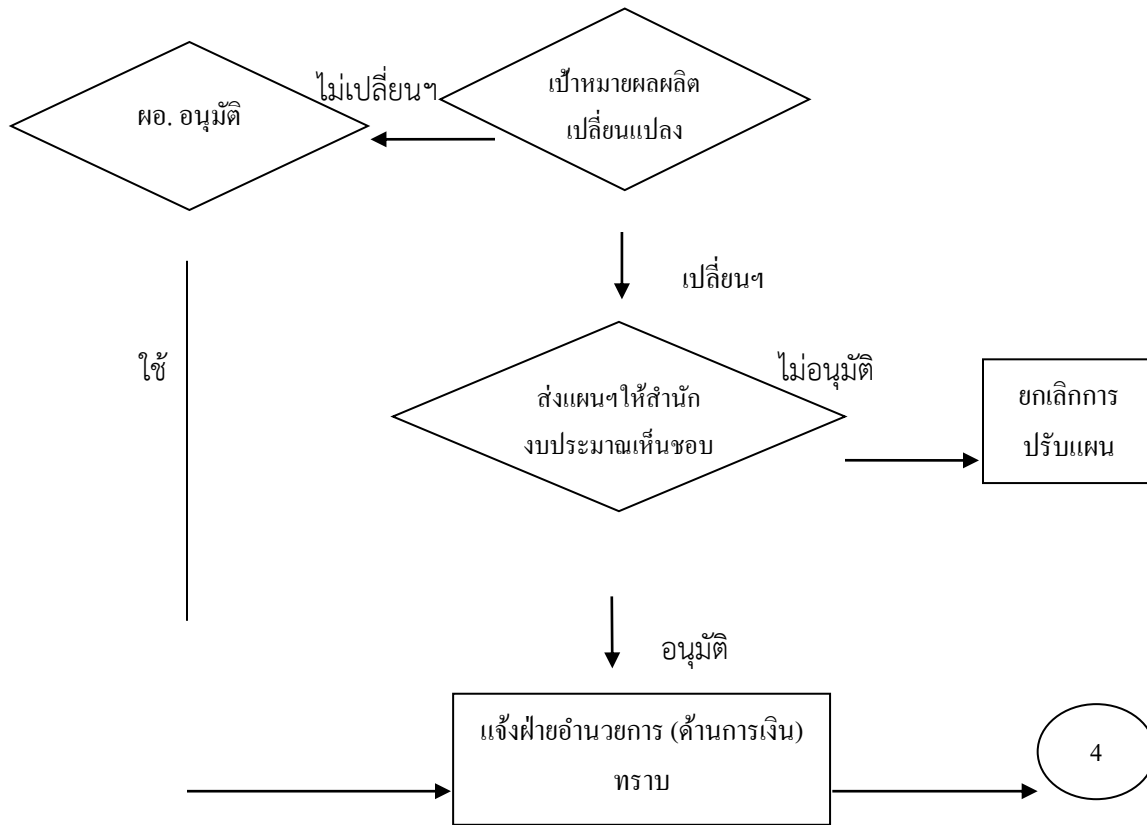 เป้าหมายผลผลิต
เปลี่ยนแปลง
ไม่เปลี่ยนฯ
ผอ. อนุมัติ
เปลี่ยนฯ
ใช้
ส่งแผนฯให้สำนัก
งบประมาณเห็นชอบ
ไม่อนุมัติ
ยกเลิกการ
ปรับแผน
อนุมัติ
แจ้งฝ่ายอำนวยการ (ด้านการเงิน)
ทราบ
4